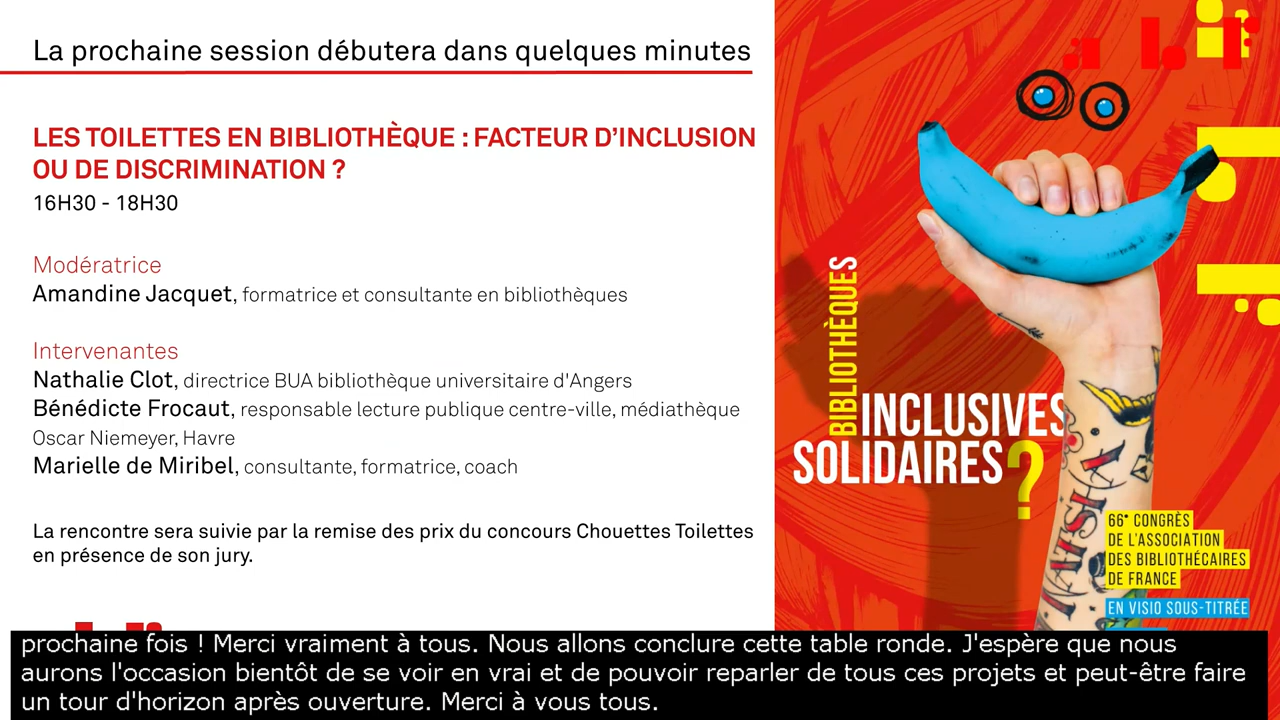 La prochaine session débutera dans quelques minutes
LES TOILETTES EN BIBLIOTHÈQUE : FACTEUR D'INCLUSION
OU DE DISCRIMINATION ?
16H30 - 18H30
Modératrice
Amandine Jacquet, formatrice et consultante en bibliothèques
Intervenantes
Nathalie Clot, directrice BUA bibliothèque universitaire d'Angers
Bénédicte Frocaut, responsable lecture publique centre-ville, médiathèque
Oscar Niemeyer, Havre
Marielle de Miribel, consultante, formatrice, coach
La rencontre sera suivie par la remise des prix du concours Chouettes Toilettes
en présence de son jury.
a b f
BIBLIOTHÈQUES
INCLUSIVES
SOLIDAIRES ?
66e CONGRÈS
DE L'ASSOCIATION
DES BIBLIOTHÉCAIRES
DE FRANCE
EN VISIO SOUS-TITRÉE
prochaine fois ! Merci vraiment à tous. Nous allons conclure cette table ronde. J'espère que nous
aurons l'occasion bientôt de se voir en vrai et de pouvoir reparler de tous ces projets et peut-être faire
un tour d'horizon après ouverture. Merci à vous tous.